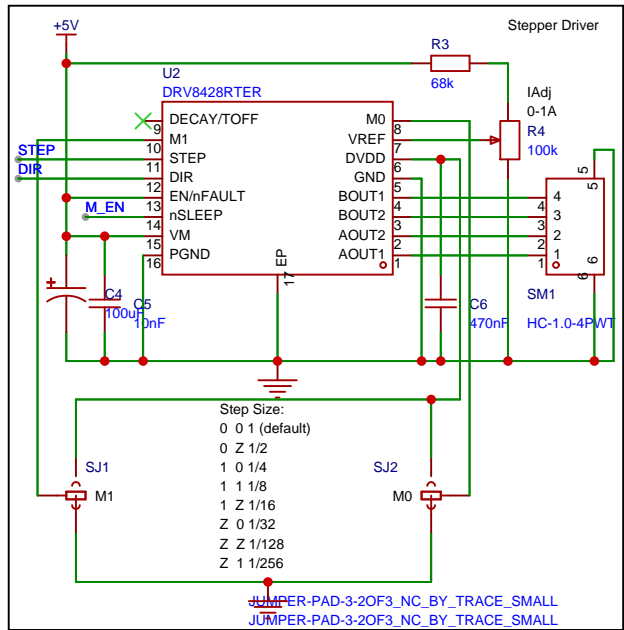 +5V
Stepper Driver
R3
68k
U2
DRV8428RTER
IAdj
0-1A
R4
100k
DECAY/TOFF
9
M1
10
STEP
11
DIR
12
EN/nFAULT
13
nSLEEP
14
VM
15
PGND
16
M0
8
VREF
7
DVDD
6
GND
5
BOUT1
4
BOUT2
3
AOUT2
2
AOUT1
1
EP
17
STEP
DIR
M_EN
4
4
3
3
2
2
1
1
5
5
6
6
SM1
HC-1.0-4PWT
C4
100uF
C5
10nF
C6
470nF
Step Size:
0 0 1 (default)
0 Z 1/2
1 0 1/4
1 1 1/8
1 Z 1/16
Z 0 1/32
Z Z 1/128
Z 1 1/256
SJ1
M1
SJ2
M0
JUMPER-PAD-3-2OF3_NC_BY_TRACE_SMALL
JUMPER-PAD-3-2OF3_NC_BY_TRACE_SMALL